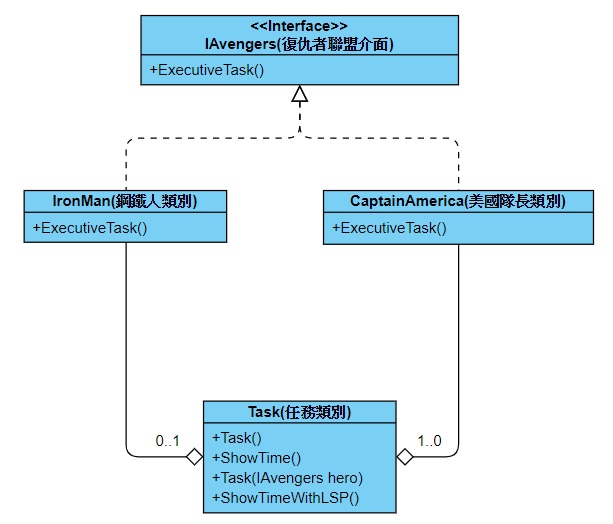 <<Interface>>
IAvengers(復仇者聯盟介面)
+ExecutiveTask()
IronMan(鋼鐵人類別)
+ExecutiveTask()
CaptainAmerica(美國隊長類別)
+ExecutiveTask()
0..1
1..0
Task(任務類別)
+Task()
+ShowTime()
+Task(IAvengers hero)
+ShowTimeWithLSP()